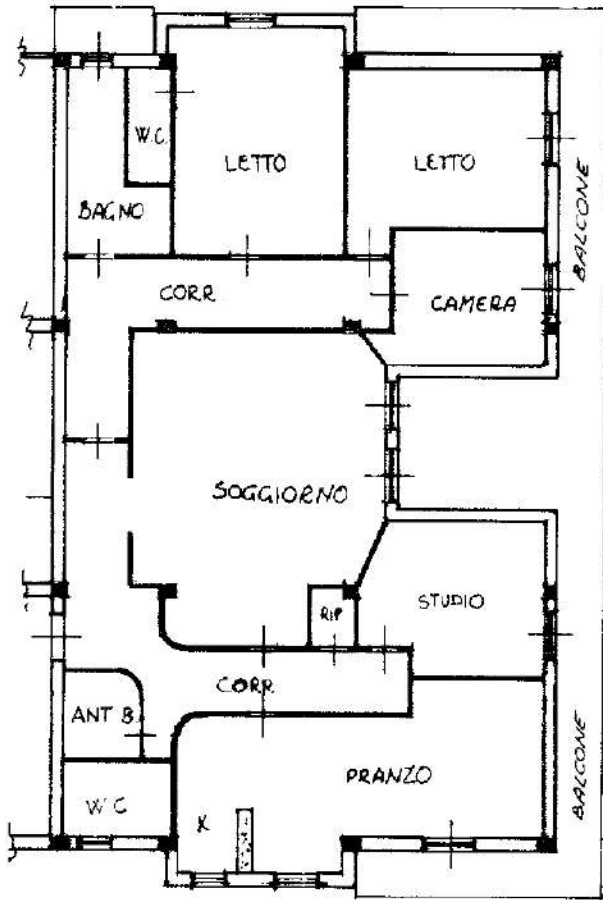 W.C.
LETTO
LETTO
BAGNO
BALCONE
CORR
CAMERA
SOGGIORNO
RIP
STUDIO
CORR
ANT B.
PRANZO
BALCONE
W C
K